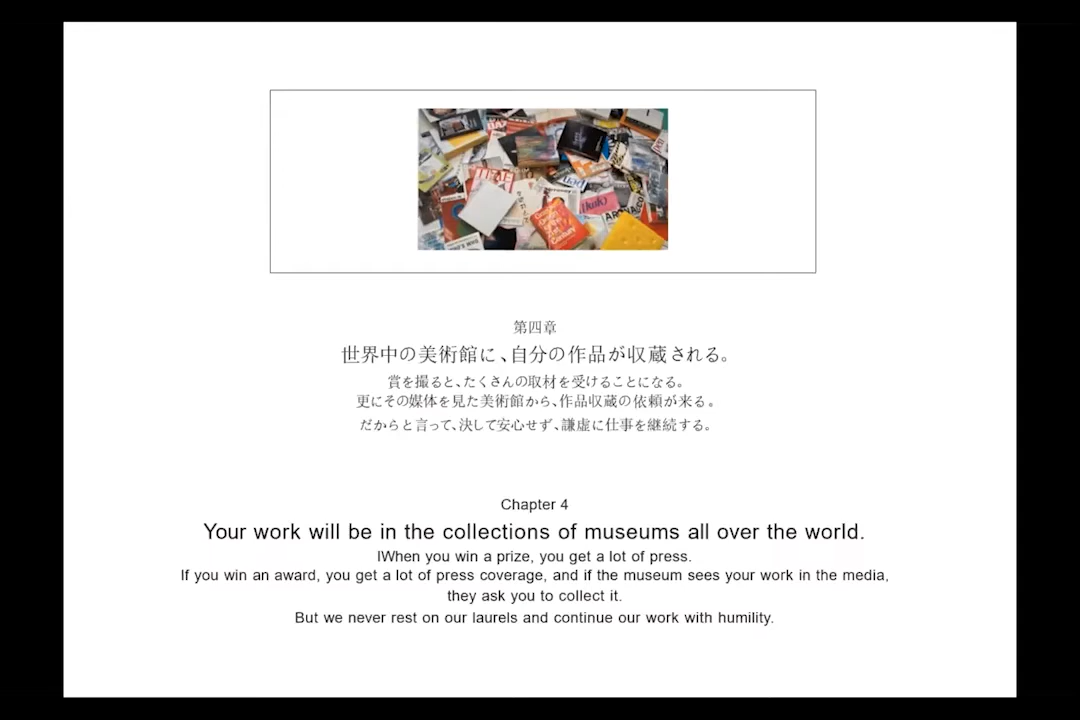 TIME
(kuk)
Design
of the
21st
Century
第四章
世界中の美術館に、自分の作品が収蔵される。
賞を撮ると、たくさんの取材を受けることになる。
更にその媒体を見た美術館から、作品収蔵の依頼が来る。
だからと言って、決して安心せず、謙虚に仕事を継続する。
Chapter 4
Your work will be in the collections of museums all over the world.
IWhen you win a prize, you get a lot of press.
If you win an award, you get a lot of press coverage, and if the museum sees your work in the media,
they ask you to collect it.
But we never rest on our laurels and continue our work with humility.